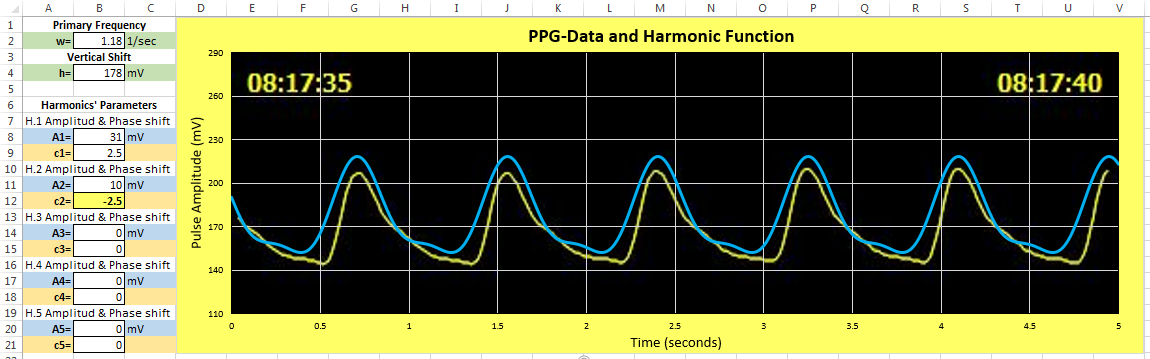 A B C D E F G H I J K L M N O P Q R S T U V
1 Primary Frequency
2 w= 1.18 1/sec
3 Vertical Shift
4 h= 178 mV
5
6 Harmonics' Parameters
7 H.1 Amplitud & Phase shift
8 A1= 31 mV
9 c1= 2.5
10 H.2 Amplitud & Phase shift
11 A2= 10 mV
12 c2= -2.5
13 H.3 Amplitud & Phase shift
14 A3= 0 mV
15 c3= 0
16 H.4 Amplitud & Phase shift
17 A4= 0 mV
18 c4= 0
19 H.5 Amplitud & Phase shift
20 A5= 0 mV
21 c5= 0
PPG-Data and Harmonic Function
08:17:35 08:17:40
Pulse Amplitude (mV)
290
260
230
200
170
140
110
0 0.5 1 1.5 2 2.5 3 3.5 4 4.5 5
Time (seconds)